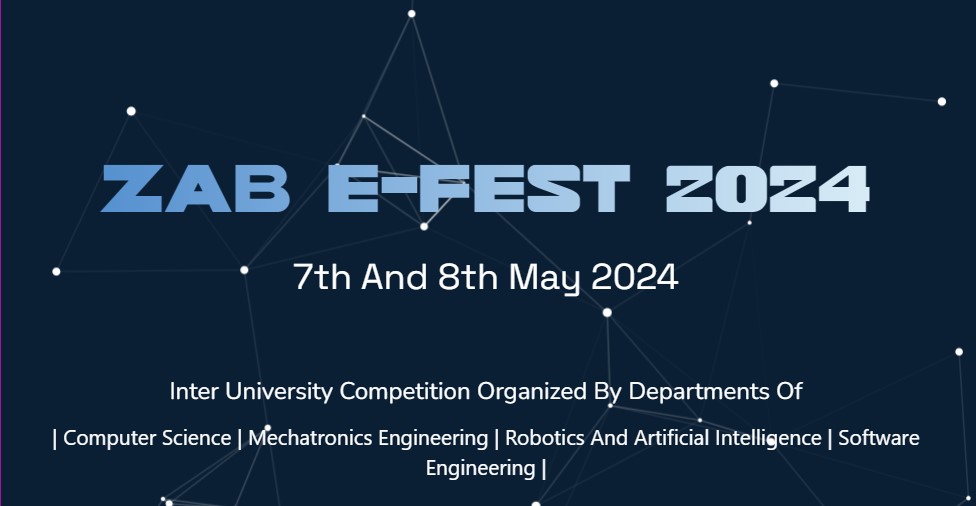 ZAB E-FEST 2024
7th And 8th May 2024
Inter University Competition Organized By Departments Of
| Computer Science | Mechatronics Engineering | Robotics And Artificial Intelligence | Software
Engineering |